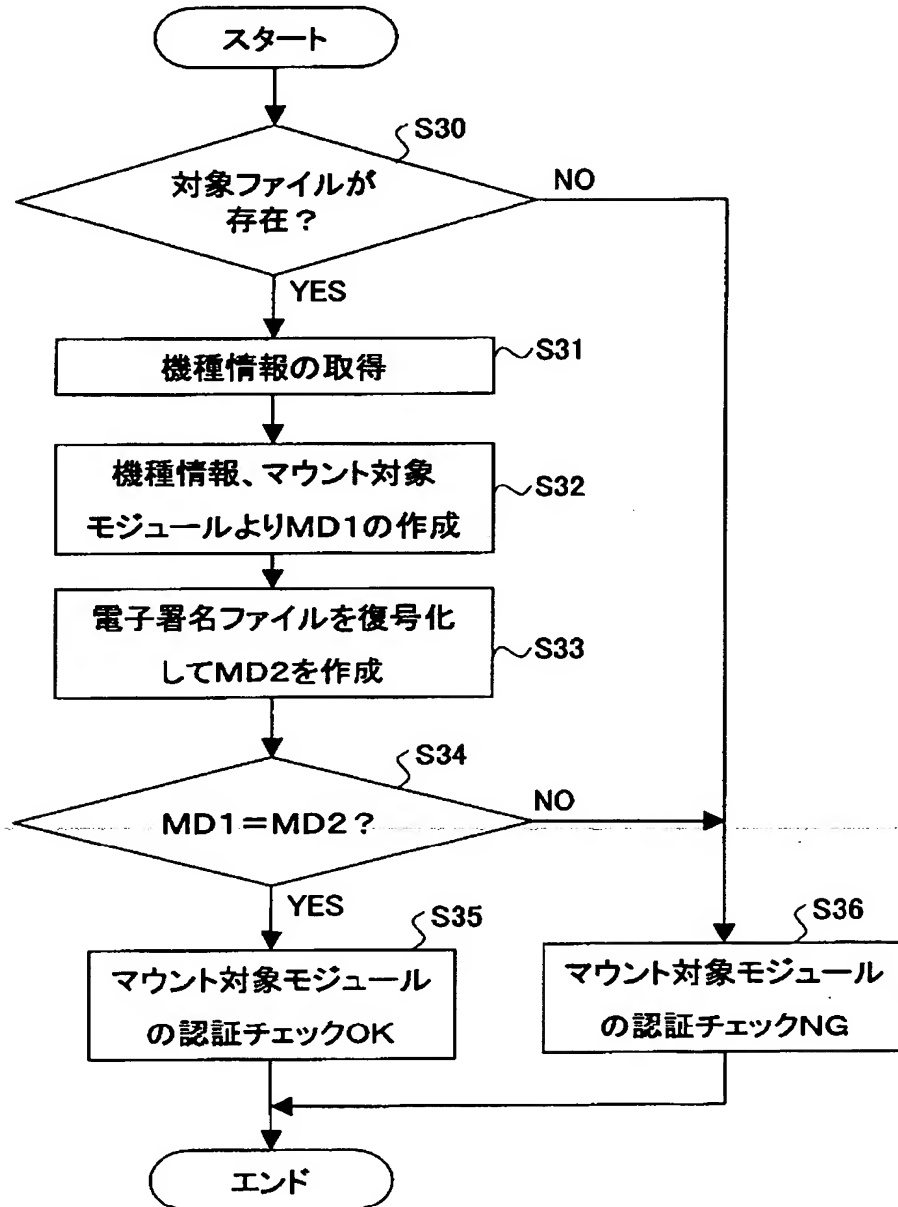 スタート
S30
対象ファイルが
存在?
NO
YES
機種情報の取得
S31
機種情報、マウント対象
モジュールよりMD1の作成
S32
電子署名ファイルを復号化
してMD2を作成
S33
S34
MD1=MD2?
NO
YES
S35
マウント対象モジュール
の認証チェックOK
S36
マウント対象モジュール
の認証チェックNG
エンド